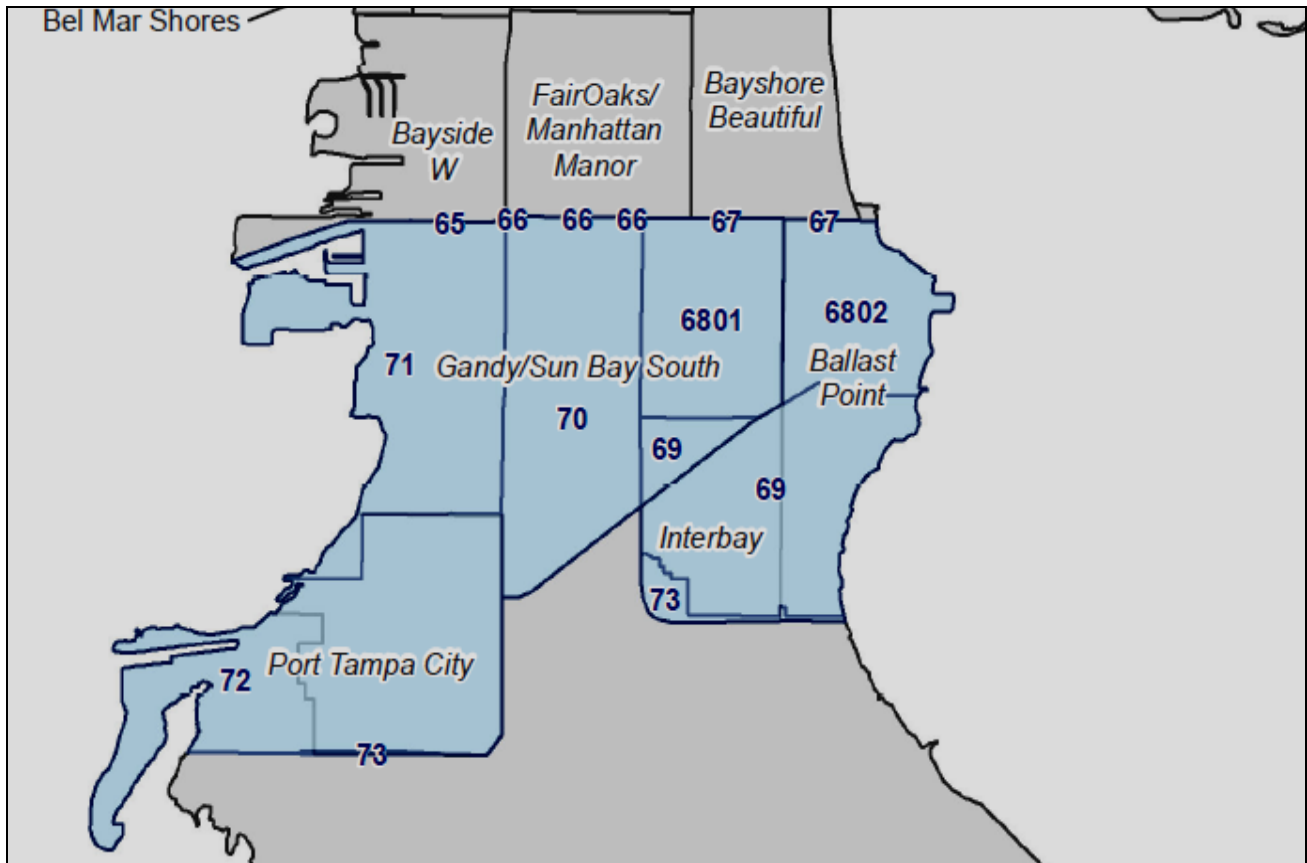 Bel Mar Shores
Bayside
W
FairOaks/
Manhattan
Manor
Bayshore
Beautiful
65
66
66
66
67
67
6801
6802
71
Gandy/Sun Bay South
Ballast
Point
70
69
69
Interbay
73
Port Tampa City
72
73